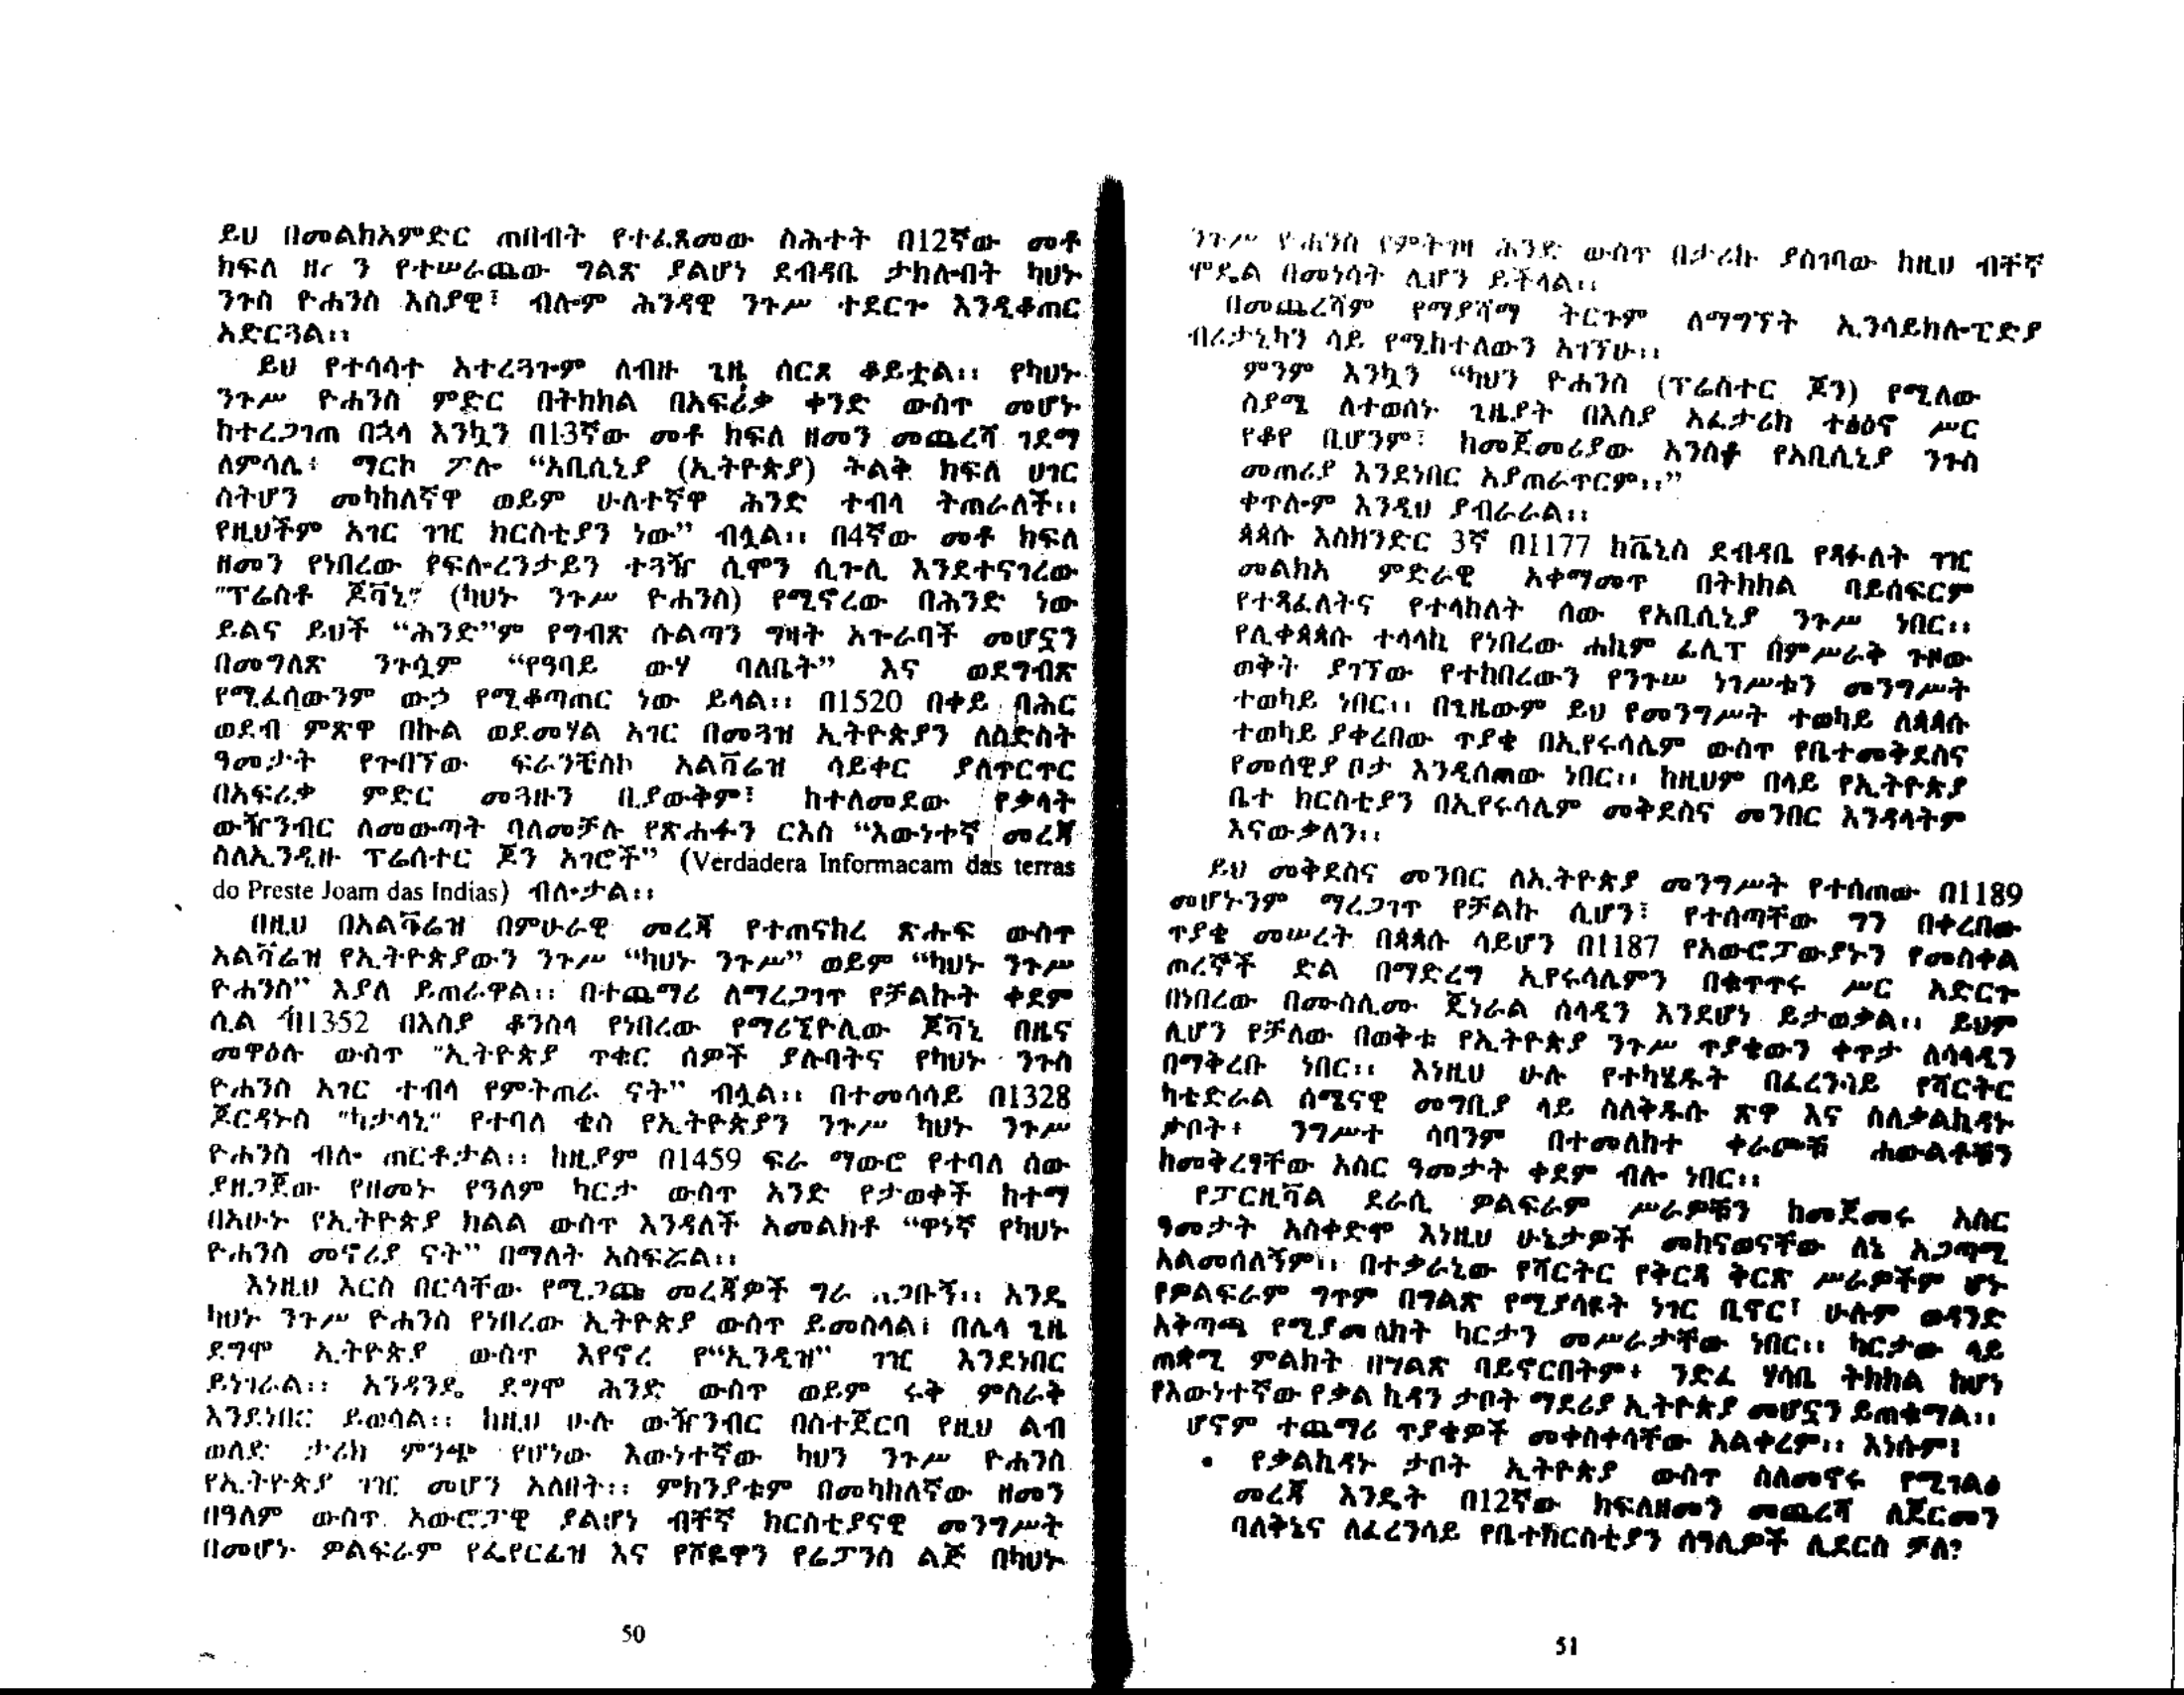 ይህ በመልክአምድር ጠበብት የተፈጸመው ስሕተት በ12ኛው መቶ
ክፍለ ዘ ን የተሠራጨው ግልጽ ያልሆነ ደብዳቤ ታክሎበት ካህኑ
ንጉስ ዮሐንስ እስያዊ፣ ብሎም ሕንዳዊ ንጉሥ ተደርጐ እንዲቆጠር
አድርጓል።
ይህ የተሳሳተ አተረጓጐም ለብዙ ጊዜ ሰርጾ ቆይቷል። የካህኑ
ንጉሥ ዮሐንስ ምድር በትክክል በአፍሪቃ ቀንድ ውስጥ መሆኑ
ከተረጋገጠ በኋላ እንኳን በ13ኛው መቶ ክፍለ ዘመን መጨረሻ ገደማ
ለምሳሌ፥ ማርኮ ፖሎ “አቢሲኒያ (ኢትዮጵያ) ትልቅ ክፍለ ሀገር
ስትሆን መካከለኛዋ ወይም ሁለተኛዋ ሕንድ ተብላ ትጠራለች።
የዚህችም አገር ገዢ ክርስቲያን ነው” ብሏል። በ4ኛው መቶ ክፍለ
ዘመን የነበረው የፍሎረንታይን ተጓዥ ሲሞን ሲጉሊ እንደተናገረው
"ፕሬስቶ ጆቫኒ" (ካህኑ ንጉሥ ዮሐንስ) የሚኖረው በሕንድ ነው
ይልና ይህች “ሕንድ”ም የግብጽ ሱልጣን ግዛት አጐራባች መሆኗን
በመግለጽ ንጉሷም “የዓባይ ውሃ ባለቤት” እና ወደግብጽ
የሚፈሳውንም ውኃ የሚቆጣጠር ነው ይላል። በ1520 በቀይ በሕር
ወደብ ምጽዋ በኩል ወደመሃል አገር በመጓዝ ኢትዮጵያን ለስድስት
ዓመታት የጐበኘው ፍራንቼስኮ አልቫሬዝ ሳይቀር ያለጥርጥር
በአፍሪቃ ምድር መጓዙን ቢያውቅም፣ ከተለመደው የቃላት
ውዥንብር ለመውጣት ባለመቻሉ የጽሑፉን ርእስ “እውነተኛ መረጃ
ስለኢንዲዙ ፕሬስተር ጆን አገሮች” (Verdadera Informacam das terras
do Preste Joam das Indias) ብሎታል።
በዚህ በአልቫሬዝ በምሁራዊ መረጃ የተጠናከረ ጽሑፍ ውስጥ
አልቫሬዝ የኢትዮጵያውን ንጉሥ “ካህኑ ንጉሥ” ወይም “ካህኑ ንጉሥ
ዮሐንስ” እያለ ይጠራዋል። በተጨማሪ ለማረጋገጥ የቻልኩት ቀደም
ሲል በ1352 በእስያ ቆንስላ የነበረው የማሪኚዮሊው ጆቫኒ በዜና
መዋዕሉ ውስጥ "ኢትዮጵያ ጥቁር ሰዎች ያሉባትና የካህኑ ንጉስ
ዮሐንስ አገር ተብላ የምትጠራ ናት” ብሏል። በተመሳሳይ በ1328
ጆርዳኑስ "ካታላኒ" የተባለ ቄስ የኢትዮጵያን ንጉሥ ካህኑ ንጉሥ
ዮሐንስ ብሎ ጠርቶታል። ከዚያም በ1459 ፍራ ማውሮ የተባለ ሰው
ያዘጋጀው የዘመኑ የዓለም ካርታ ውስጥ አንድ የታወቀች ከተማ
በአሁኑ የኢትዮጵያ ክልል ውስጥ እንዳለች አመልክቶ “ዋነኛ የካህኑ
ዮሐንስ መኖሪያ ናት” በማለት አስፍሯል።
እነዚህ እርስ በርሳቸው የሚጋጩ መረጃዎች ግራ አጋቡኝ። አንዴ
ካህኑ ንጉሥ ዮሐንስ የነበረው ኢትዮጵያ ውስጥ ይመስላል፤ በሌላ ጊዜ
ደግሞ ኢትዮጵያ ውስጥ እየኖረ የ“ኢንዲዝ” ገዢ እንደነበር
ይነገራል። አንዳንዴ ደግሞ ሕንድ ውስጥ ወይም ሩቅ ምስራቅ
እንደነበር ይወሳል። ከዚህ ሁሉ ውዥንብር በስተጀርባ የዚህ ልብ
ወለድ ታሪክ ምንጭ የሆነው እውነተኛው ካህን ንጉሥ ዮሐንስ
የኢትዮጵያ ገዢ መሆን አለበት። ምክንያቱም በመካከለኛው ዘመን
በዓለም ውስጥ አውሮፓዊ ያልሆነ ብቸኛ ክርስቲያናዊ መንግሥት
በመሆኑ ዎልፍራም የፌየርፊዝ እና የሾዬዋን የሬፓንስ ልጅ በካህኑ
50
ንጉሥ ዮሐንስ የምትገዛ ሕንድ ውስጥ በታሪኩ ያስገባው ከዚህ ብቸኛ
ሞዴል በመነሳት ሊሆን ይችላል።
በመጨረሻም የማያሻማ ትርጉም ለማግኘት ኢንሳይክሎፒድያ
ብሪታኒካን ሳይ የሚከተለውን አገኘሁ።
ምንም እንኳን “ካህን ዮሐንስ (ፕሬስተር ጆን) የሚለው
ስያሜ ለተወሰኑ ጊዜያት በእስያ አፈታሪክ ተፅዕኖ ሥር
የቆየ ቢሆንም፣ ከመጀመሪያው አንስቶ የአቢሲኒያ ንጉስ
መጠሪያ እንደነበር አያጠራጥርም።”
ቀጥሎም እንዲህ ያብራራል።
ጳጳሱ እስክንድር 3ኛ በ1177 ከቬኒስ ደብዳቤ የጻፉለት ገዢ
መልክአ ምድራዊ አቀማመጥ በትክክል ባይሰፍርም
የተጻፈለትና የተላከለት ሰው የአቢሲኒያ ንጉሥ ነበር።
የሊቀጳጳሱ ተላላኪ የነበረው ሐኪም ፊሊፕ በምሥራቅ ጉዞው
ወቅት ያገኘው የተከበረውን የንጉሠ ነገሥቱን መንግሥት
ተወካይ ነበር። በጊዜውም ይህ የመንግሥት ተወካይ ለጳጳሱ
ተወካይ ያቀረበው ጥያቄ በኢየሩሳሌም ውስጥ የቤተመቅደስና
የመሰዊያ ቦታ እንዲሰጠው ነበር። ከዚህም በላይ የኢትዮጵያ
ቤተ ክርስቲያን በኢየሩሳሌም መቅደስና መንበር እንዳላትም
እናውቃለን።
ይህ መቅደስና መንበር ለኢትዮጵያ መንግሥት የተሰጠው በ1189
መሆኑንም ማረጋገጥ የቻልኩ ሲሆን፣ የተሰጣቸው ግን በቀረበው
ጥያቄ መሠረት በጳጳሱ ሳይሆን በ1187 የአውሮፓውያኑን የመስቀል
ጦረኞች ድል በማድረግ ኢየሩሳሌምን በቁጥጥሩ ሥር አድርጐ
በነበረው በሙስሊሙ ጄነራል ሰላዲን እንደሆነ ይታወቃል። ይህም
ሊሆን የቻለው በወቅቱ የኢትዮጵያ ንጉሥ ጥያቄውን ቀጥታ ለሳላዲን
በማቅረቡ ነበር። እነዚህ ሁሉ የተካሄዱት በፈረንሳይ የሻርትር
ካቴድራል ሰሜናዊ መግቢያ ላይ ስለቅዱሱ ጽዋ እና ስለቃልኪዳኑ
ታቦት፥ ንግሥተ ሳባንም በተመለከተ ቀራጮቹ ሐውልቶቹን
ከመቅረፃቸው አስር ዓመታት ቀደም ብሎ ነበር።
የፓርዚቫል ደራሲ ዎልፍራም ሥራዎቹን ከመጀመሩ አስር
ዓመታት አስቀድሞ እነዚህ ሁኔታዎች መከናወናቸው ለኔ አጋጣሚ
አልመሰለኝም። በተቃራኒው የሻርትር የቅርጻ ቅርጽ ሥራዎችም ሆኑ
የዎልፍራም ግጥም በግልጽ የሚያሳዩት ነገር ቢኖር፣ ሁሉም ወዳንድ
አቅጣጫ የሚያመለክት ካርታን መሥራታቸው ነበር። ካርታው ላይ
ጠቋሚ ምልክት በግልጽ ባይኖርበትም፥ ንድፈ ሃሳቤ ትክክል ከሆነ
የእውነተኛው የቃል ኪዳን ታቦት ማደሪያ ኢትዮጵያ መሆኗን ይጠቁማል።
ሆኖም ተጨማሪ ጥያቄዎች መቀስቀሳቸው አልቀረም። እነሱም፤
• የቃልኪዳኑ ታቦት ኢትዮጵያ ውስጥ ስለመኖሩ የሚገልፅ
መረጃ እንዴት በ12ኛው ክፍለዘመን መጨረሻ ለጀርመን
ባለቅኔና ለፈረንሳይ የቤተክርስቲያን ሰዓሊዎች ሊደርስ ቻለ?
51